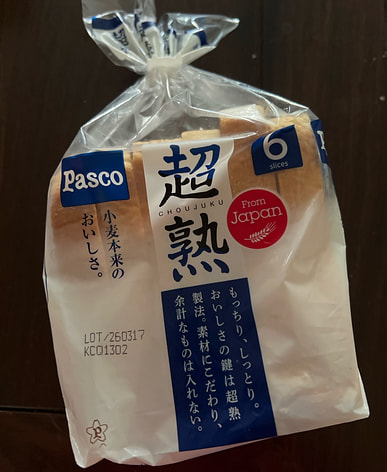 Pasco
小麦本来の
おいしさ。
超熟
CHOUJUKU
6
slices
From
Japan
もっちり、しっとり。
おいしさの鍵は超熟
製法。素材にこだわり、
余計なものは入れない。
LOT/260317
KC01302
P